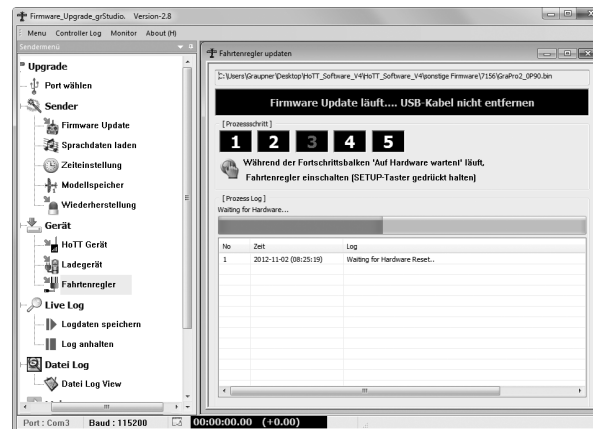 Firmware_Upgrade_grStudio. Version-2.8
Menu Controller Log Monitor About (H)
Sendermenü
Upgrade
Port wählen
Sender
Firmware Update
Sprachdaten laden
Zeiteinstellung
Modellspeicher
Wiederherstellung
Gerät
HoTT Gerät
Ladegerät
Fahrtenregler
Live Log
Logdaten speichern
Log anhalten
Datei Log
Datei Log View
Port : Com3 Baud : 115200 00:00:00.00 (+0.00)
Fahrtenregler updaten
C:\Users\Graupner\Desktop\HoTT_Software_V4\HoTT_Software_V4\sonstige Firmware\7156\GraPro2_0P90.bin
Firmware Update läuft.... USB-Kabel nicht entfernen
[ Prozessschritt ]
1 2 3 4 5
Während der Fortschrittsbalken 'Auf Hardware warten!' läuft,
Fahrtenregler einschalten (SETUP-Taster gedrückt halten)
[ Prozess Log ]
Waiting for Hardware...
No Zeit Log
1 2012-11-02 (08:25:19) Waiting for Hardware Reset..